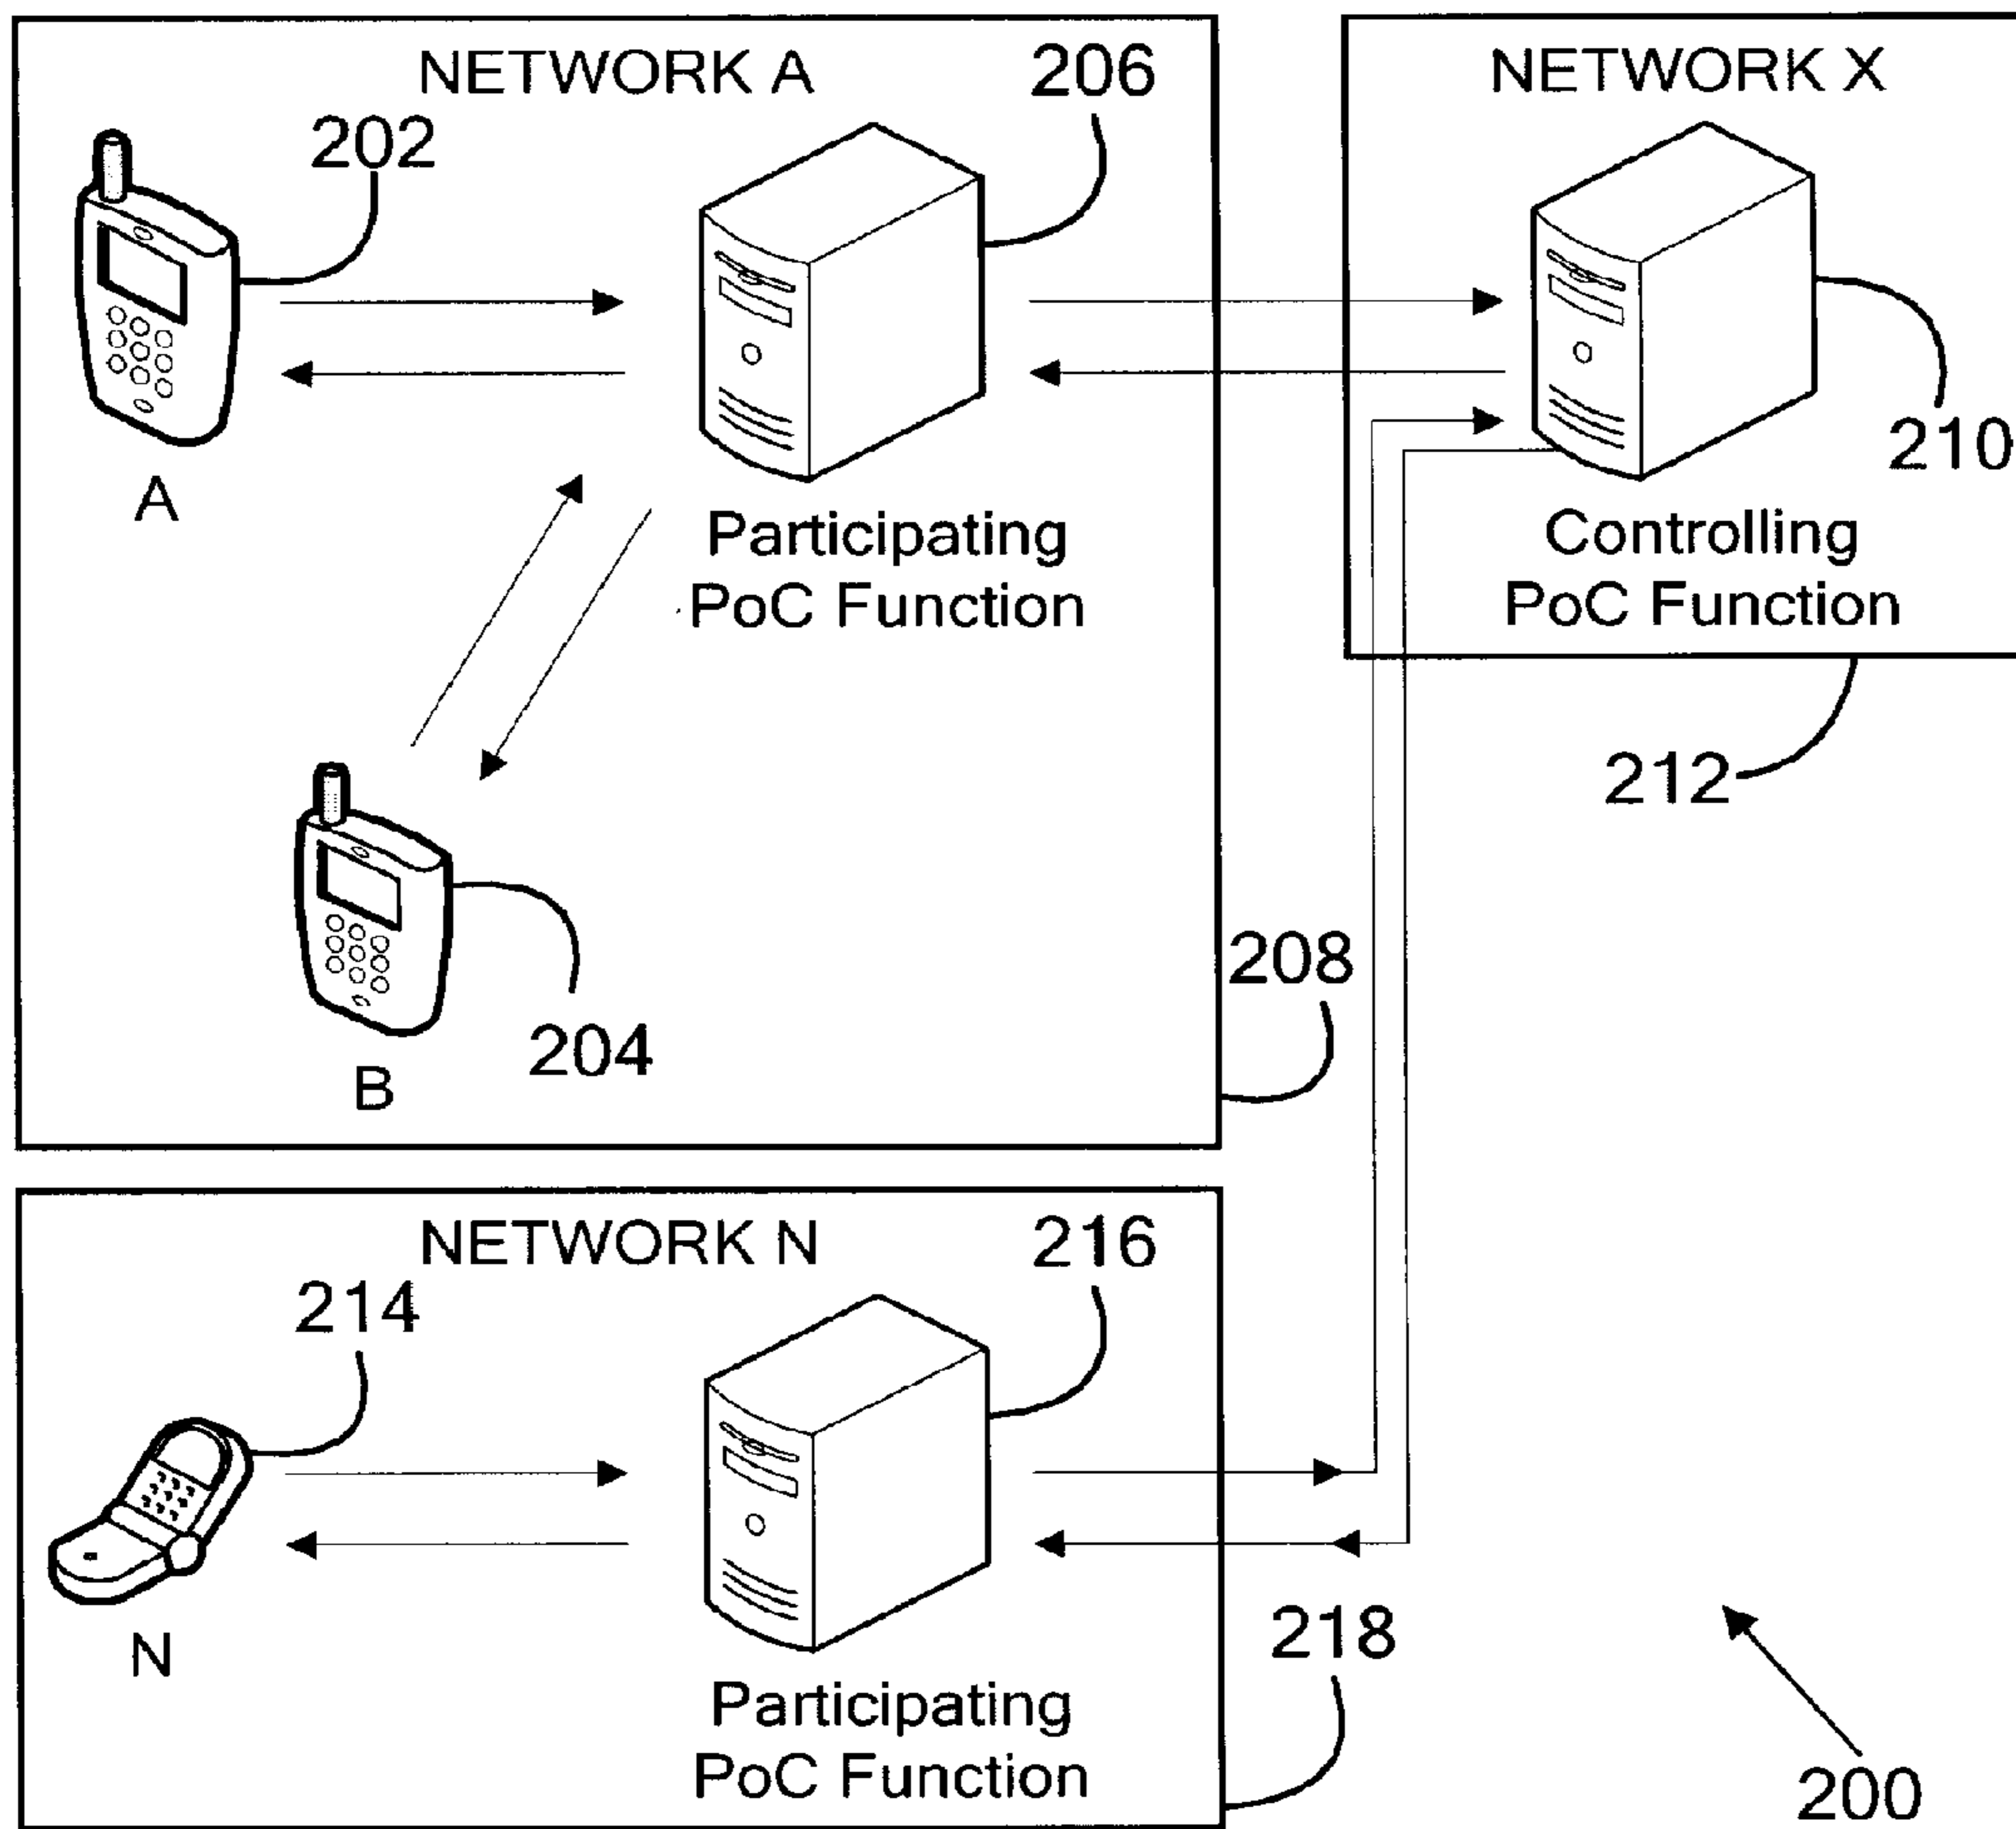 NETWORK A
206
202
A
Participating
PoC Function
204
B
208
NETWORK X
210
Controlling
PoC Function
212
NETWORK N
216
214
N
Participating
PoC Function
218
200